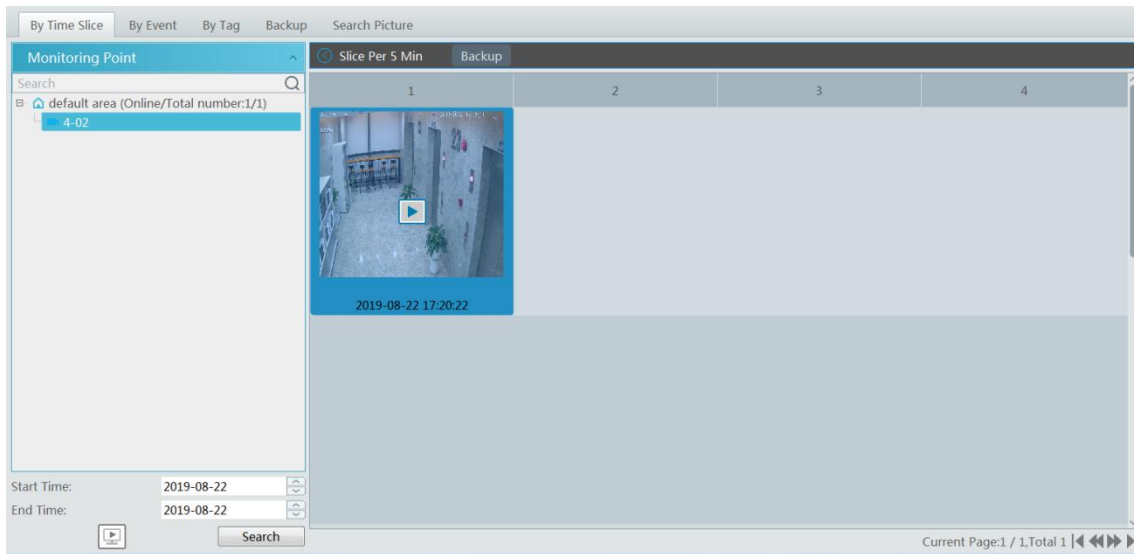 By Time Slice By Event By Tag Backup Search Picture
Monitoring Point
Slice Per 5 Min Backup
Search
default area (Online/Total number:1/1)
4-02
1 2 3 4
2019-08-22 17:20:22
Start Time: 2019-08-22
End Time: 2019-08-22
Search
Current Page:1 / 1,Total 1